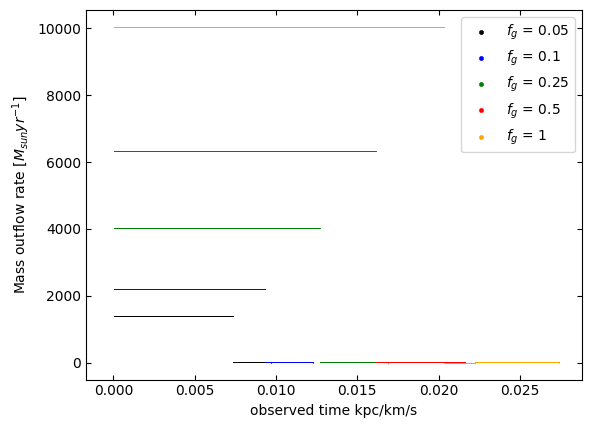 10000
8000
6000
4000
2000
0
Mass outflow rate [M_{sun}yr^{-1}]
f_g = 0.05
f_g = 0.1
f_g = 0.25
f_g = 0.5
f_g = 1
0.000 0.005 0.010 0.015 0.020 0.025
observed time kpc/km/s